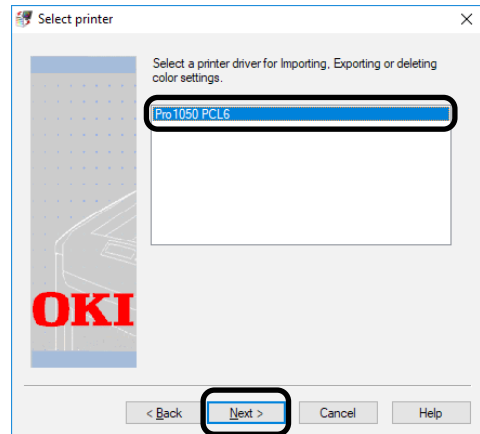 Select printer
Select a printer driver for Importing, Exporting or deleting
color settings.
Pro1050 PCL6
OKI
< Back
Next >
Cancel
Help